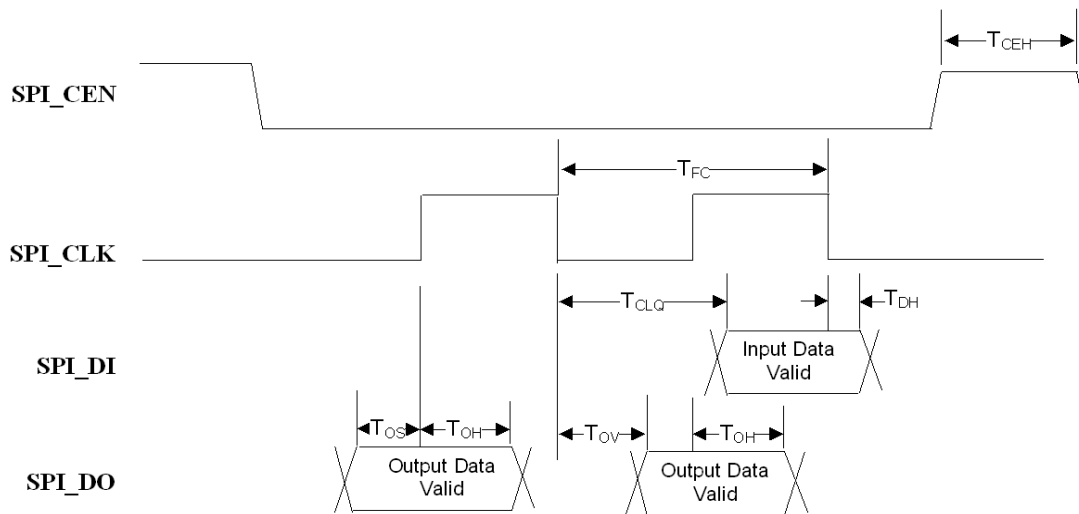 T_CEH
SPI_CEN
T_FC
SPI_CLK
T_CLQ
T_DH
SPI_DI
Input Data
Valid
T_OS
T_OH
T_OV
T_OH
SPI_DO
Output Data
Valid
Output Data
Valid